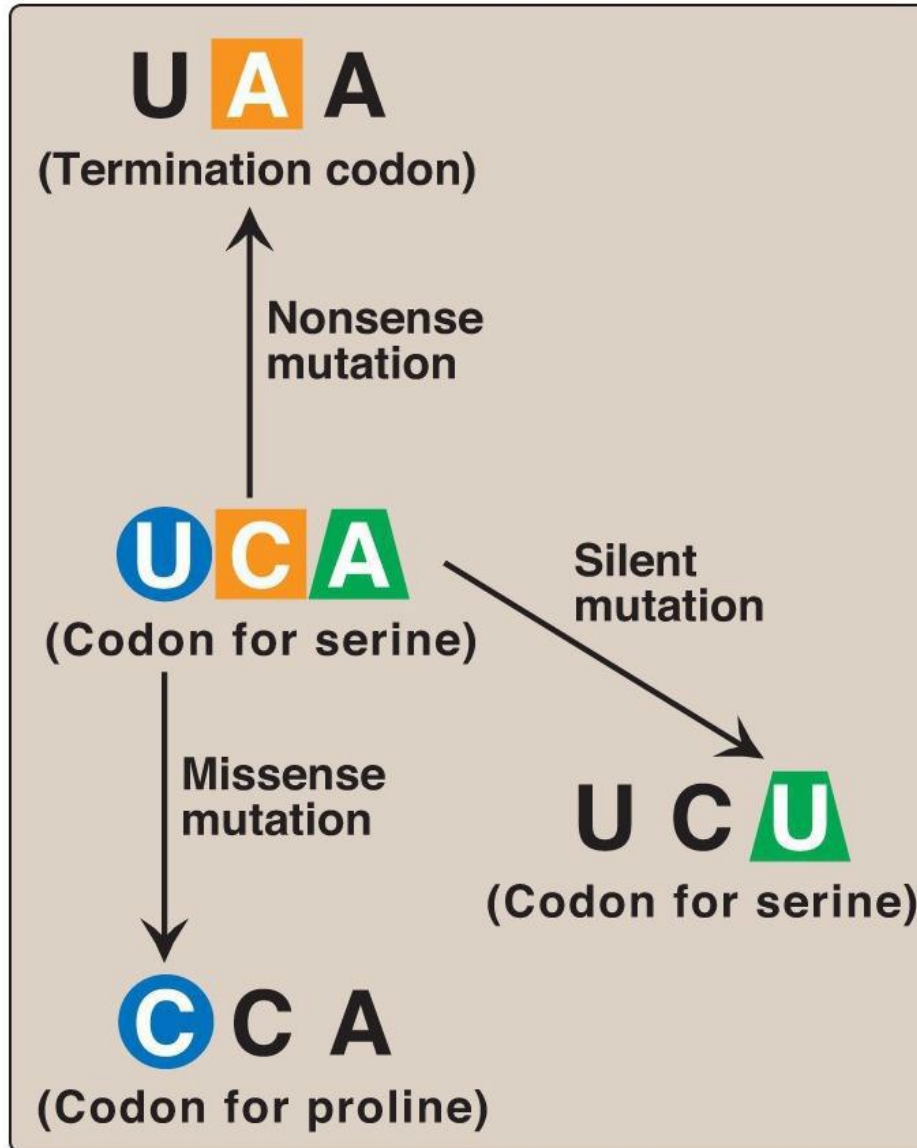 U A A
(Termination codon)
Nonsense
mutation
U C A
(Codon for serine)
Silent
mutation
Missense
mutation
U C U
(Codon for serine)
C C A
(Codon for proline)